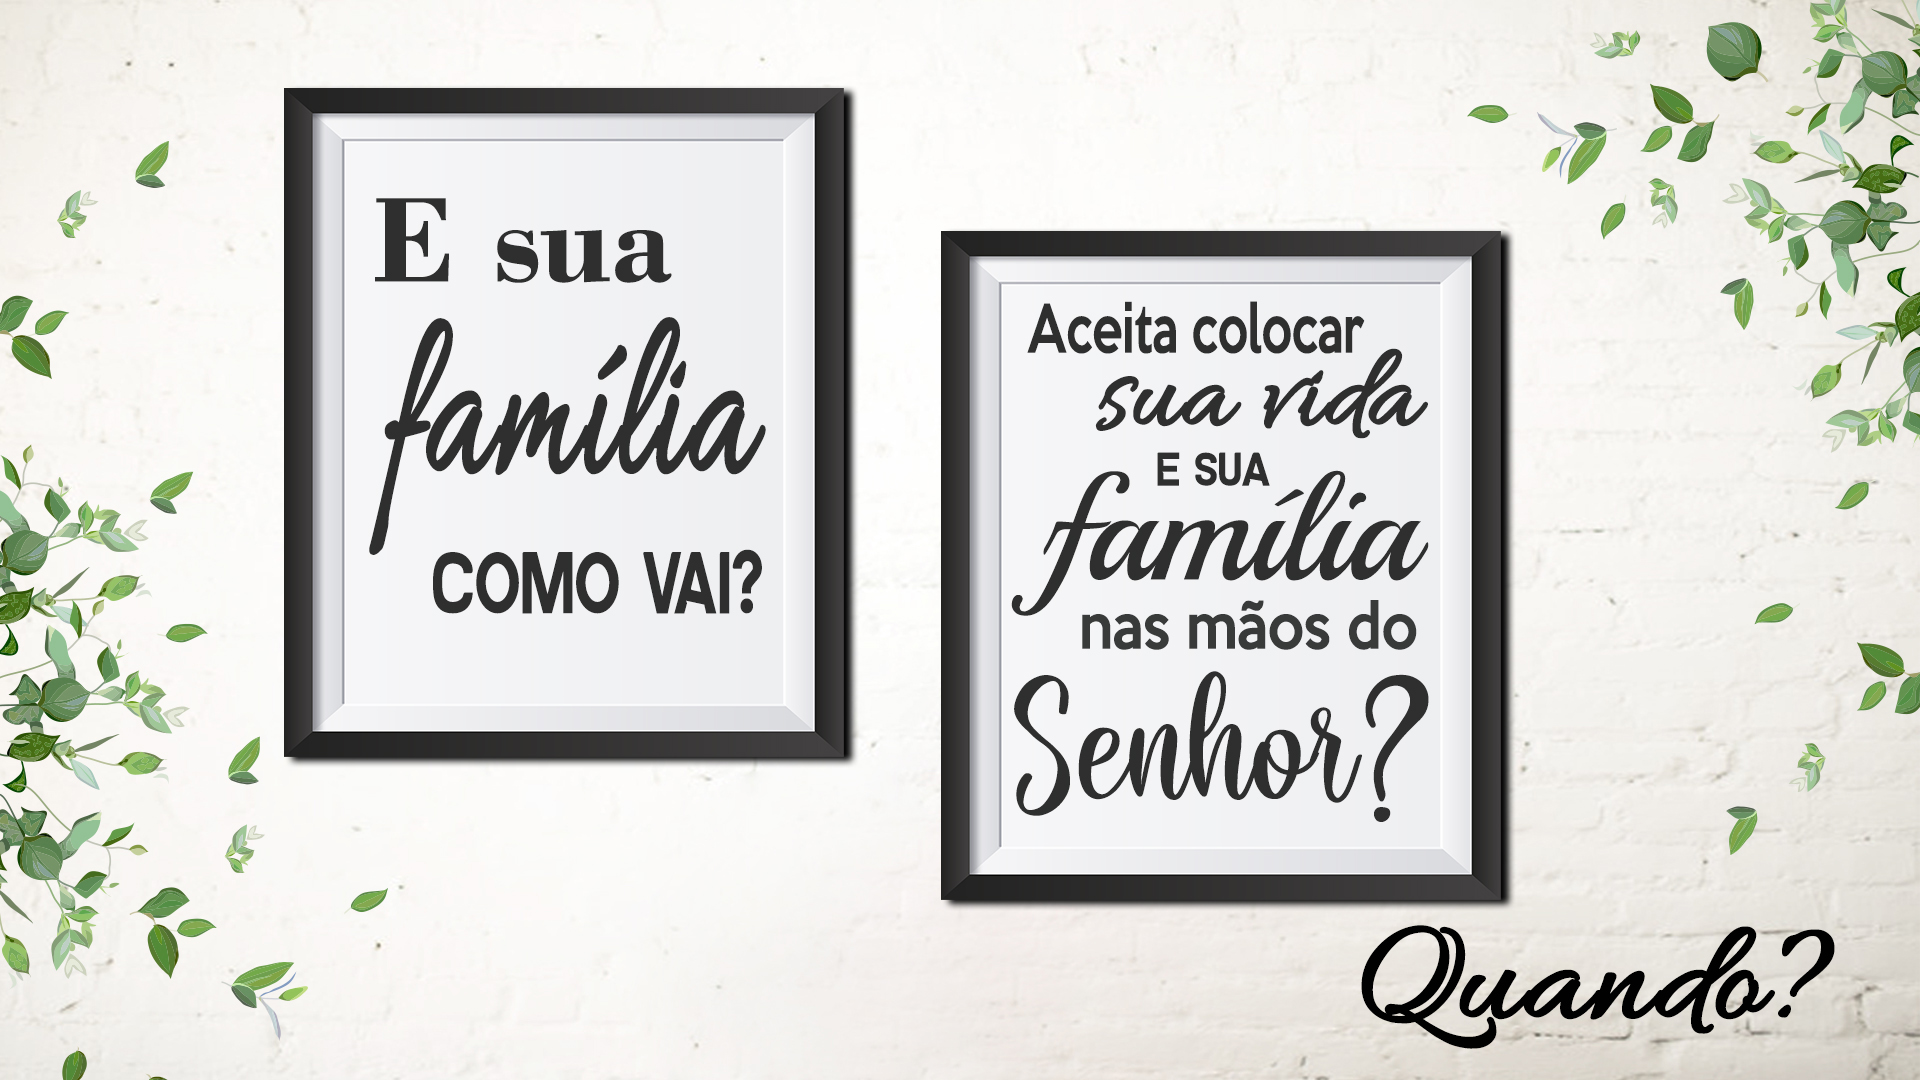 E sua
família
COMO VAI?
Aceita colocar
sua vida
E SUA
família
nas mãos do
Senhor?
Quando?